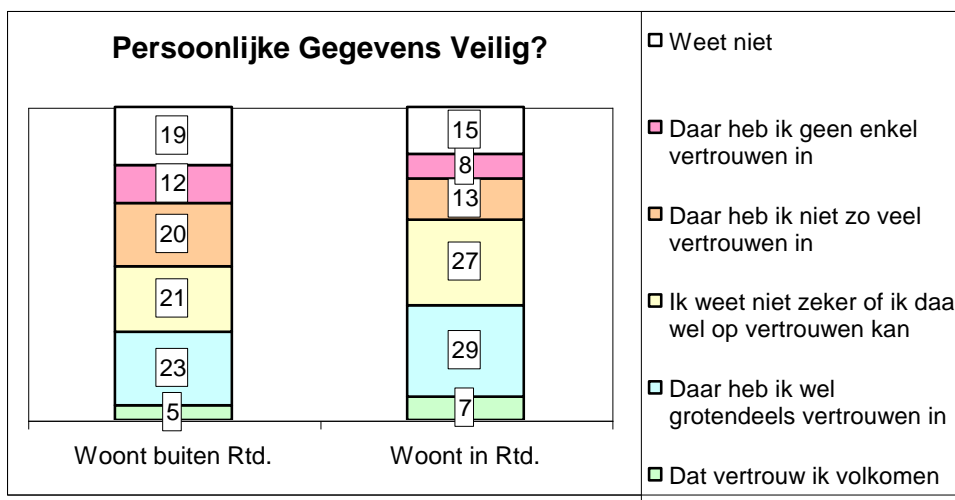 Persoonlijke Gegevens Veilig?
19
12
20
21
23
5
15
8
13
27
29
7
Woont buiten Rtd.
Woont in Rtd.
Weet niet
Daar heb ik geen enkel
vertrouwen in
Daar heb ik niet zo veel
vertrouwen in
Ik weet niet zeker of ik daa
wel op vertrouwen kan
Daar heb ik wel
grotendeels vertrouwen in
Dat vertrouw ik volkomen